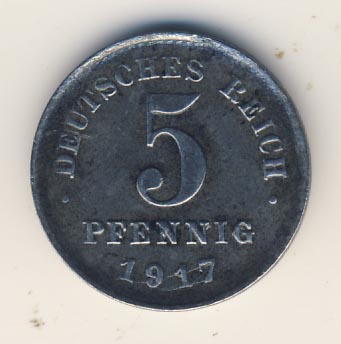 DEUTSCHES REICH
5
PFENNIG
1917